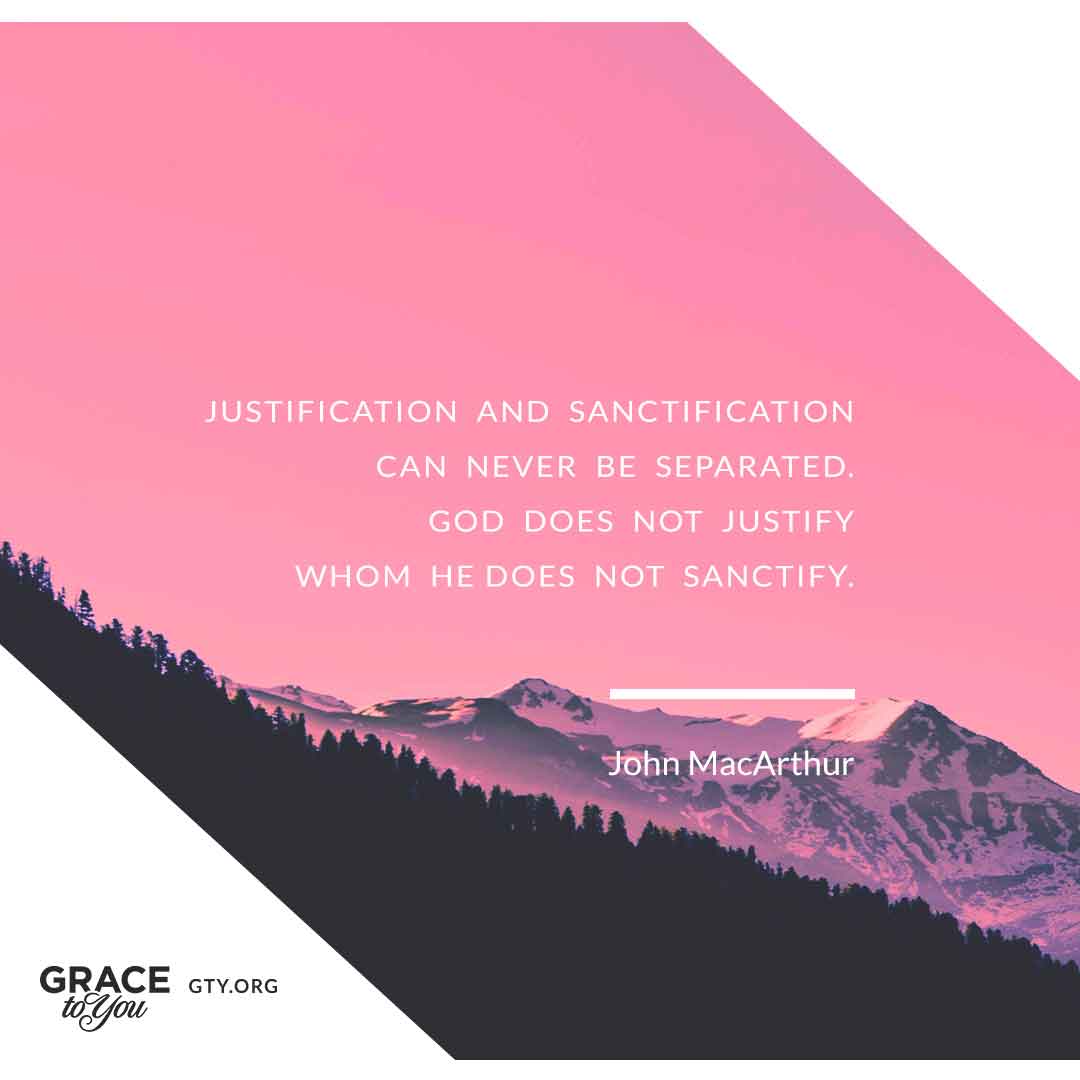 JUSTIFICATION AND SANCTIFICATION
CAN NEVER BE SEPARATED.
GOD DOES NOT JUSTIFY
WHOM HE DOES NOT SANCTIFY.
John MacArthur
GRACE
to You
GTY.ORG